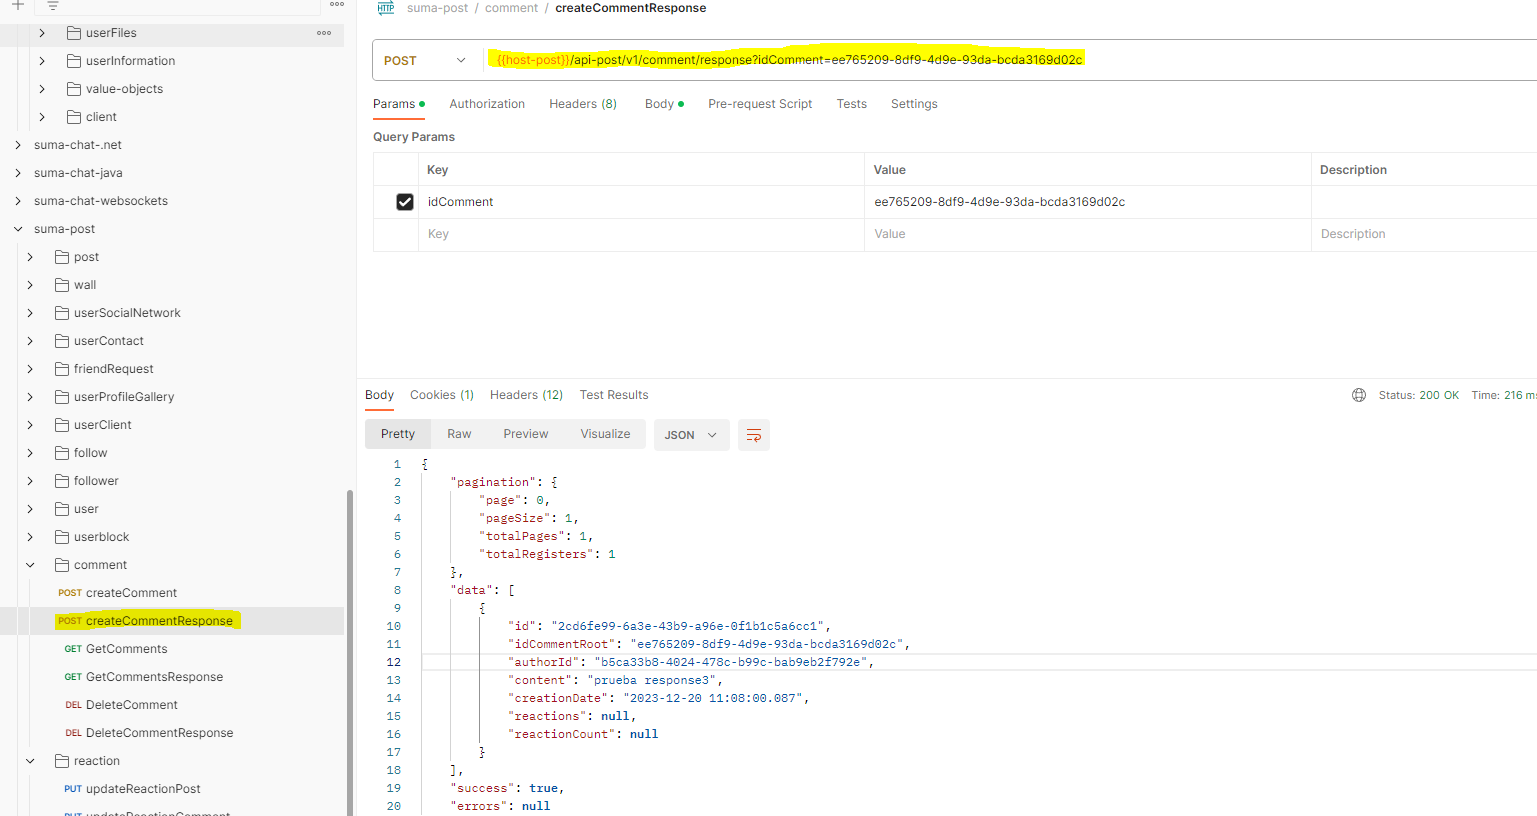 userFiles
userInformation
value-objects
client
suma-chat-.net
suma-chat-java
suma-chat-websockets
suma-post
post
wall
userSocialNetwork
userContact
friendRequest
userProfileGallery
userClient
follow
follower
user
userblock
comment
POST createComment
POST createCommentResponse
GET GetComments
GET GetCommentsResponse
DEL DeleteComment
DEL DeleteCommentResponse
reaction
PUT updateReactionPost
PUT updateReactionComment
HTTP suma-post / comment / createCommentResponse
POST {{host-post}}/api-post/v1/comment/response?idComment=ee765209-8df9-4d9e-93da-bcda3169d02c
Params Authorization Headers (8) Body Pre-request Script Tests Settings
Query Params
Key Value Description
idComment ee765209-8df9-4d9e-93da-bcda3169d02c
Key Value Description
Body Cookies (1) Headers (12) Test Results Status: 200 OK Time: 216 ms
Pretty Raw Preview Visualize JSON
1 {
2 "pagination": {
3 "page": 0,
4 "pageSize": 1,
5 "totalPages": 1,
6 "totalRegisters": 1
7 },
8 "data": [
9 {
10 "id": "2cd6fe99-6a3e-43b9-a96e-0f1b1c5a6cc1",
11 "idCommentRoot": "ee765209-8df9-4d9e-93da-bcda3169d02c",
12 "authorId": "b5ca33b8-4024-478c-b99c-bab9eb2f792e",
13 "content": "prueba response3",
14 "creationDate": "2023-12-20 11:08:00.087",
15 "reactions": null,
16 "reactionCount": null
17 }
18 ],
19 "success": true,
20 "errors": null